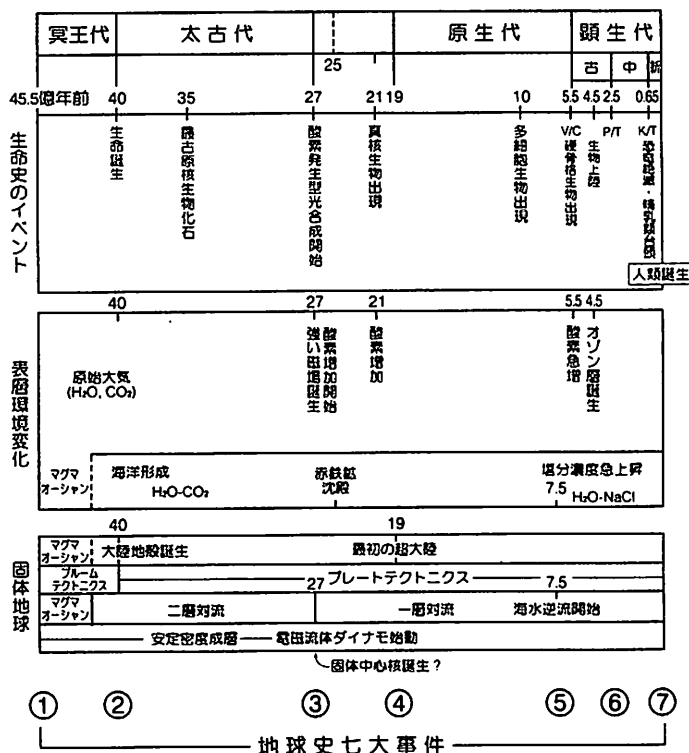 冥王代 太古代 原生代 顕生代
25 古 中 新
45.5億年前 40 35 27 21 19 10 5.5 4.5 2.5 0.65
生命史のイベント
生命誕生
最古原核生物化石
酸素発生型光合成開始
真核生物出現
多細胞生物出現
V/C
硬骨格生物出現
生物上陸
P/T
K/T
恐竜絶滅・哺乳類台頭
人類誕生
40 27 21 5.5 4.5
表層環境変化
原始大気
(H₂O, CO₂)
強い磁場誕生
酸素増加開始
酸素増加
酸素急増
オゾン層誕生
マグマ
オーシャン
海洋形成
H₂O-CO₂
赤鉄鉱
沈殿
塩分濃度急上昇
7.5
H₂O-NaCl
40 19
固体地球
マグマ
オーシャン
大陸地殻誕生 最初の超大陸
プルーム
テクトニクス
27 プレートテクトニクス 7.5
マグマ
オーシャン
二層対流 一層対流 海水逆流開始
安定密度成層 電磁流体ダイナモ始動
固体中心核誕生？
① ② ③ ④ ⑤ ⑥ ⑦
地球史七大事件